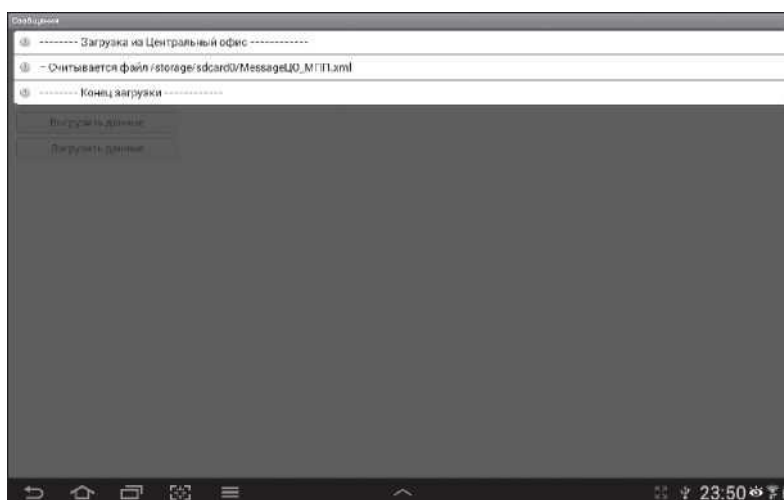 Сообщения
-------- Загрузка из Центральный офис ------------
– Считывается файл /storage/sdcard0/MessageЦО_МПП.xml
-------- Конец загрузки ------------
Выгрузить данные
Загрузить данные
23:50